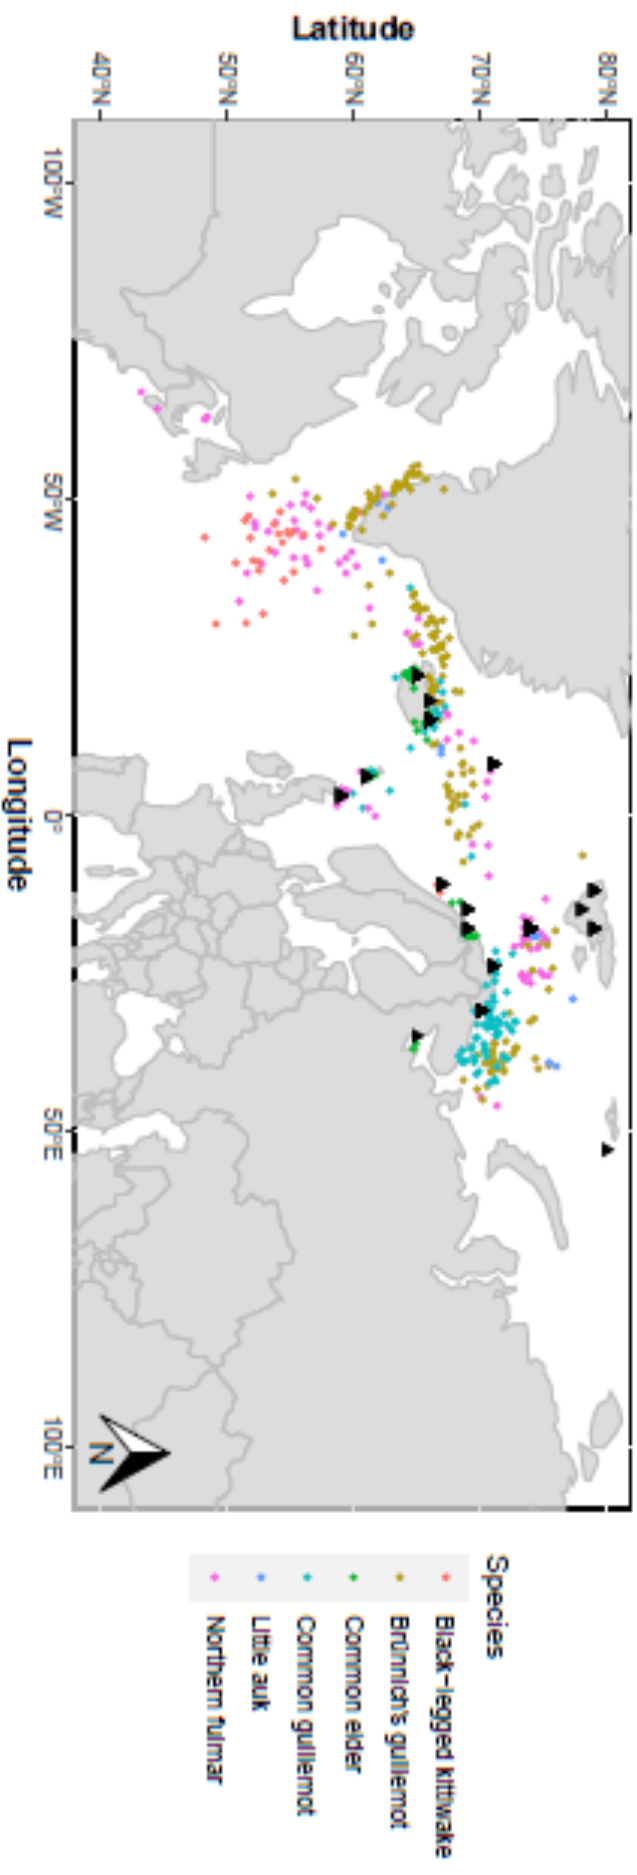 Latitude
80°N
70°N
60°N
50°N
40°N
100°W
50°W
0°
50°E
100°E
Longitude
N
Species
Black-legged kittiwake
Brünnich's guillemot
Common eider
Common guillemot
Little auk
Northern fulmar